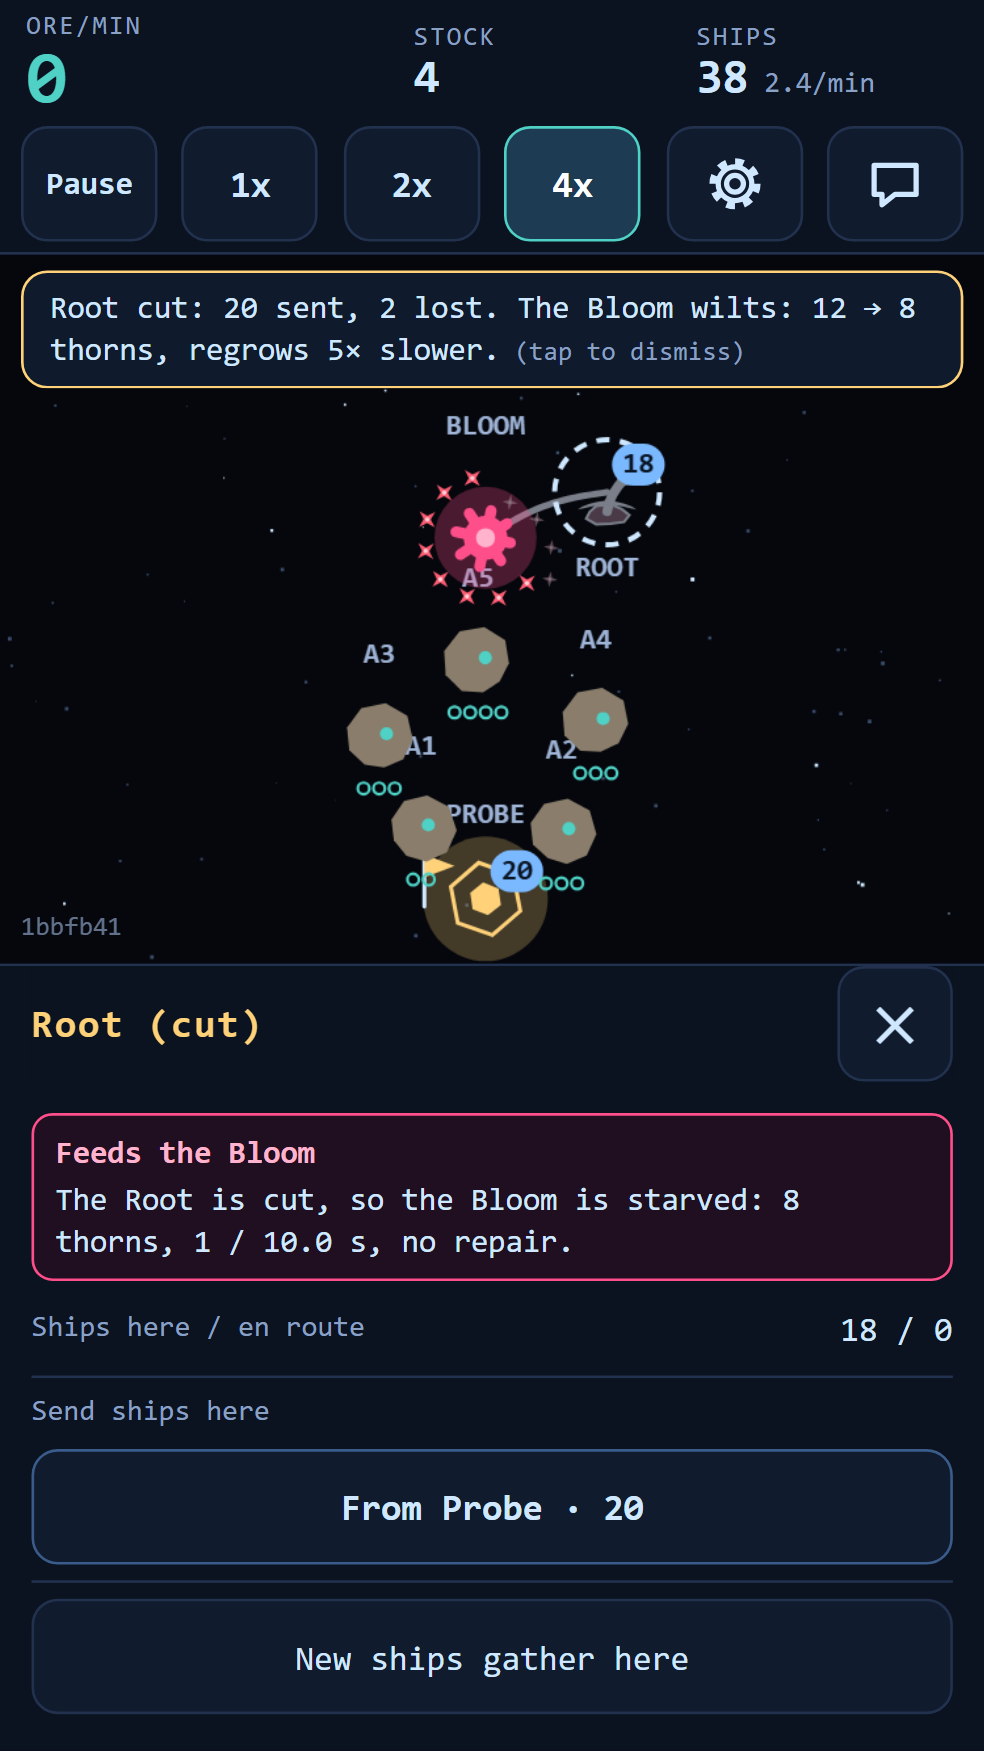 ORE/MIN
0
STOCK
4
SHIPS
38 2.4/min
Pause
1x
2x
4x
Root cut: 20 sent, 2 lost. The Bloom wilts: 12 → 8
thorns, regrows 5× slower. (tap to dismiss)
BLOOM
18
ROOT
A5
A3
A4
A1
A2
PROBE
20
1bbfb41
Root (cut)
Feeds the Bloom
The Root is cut, so the Bloom is starved: 8
thorns, 1 / 10.0 s, no repair.
Ships here / en route
18 / 0
Send ships here
From Probe · 20
New ships gather here